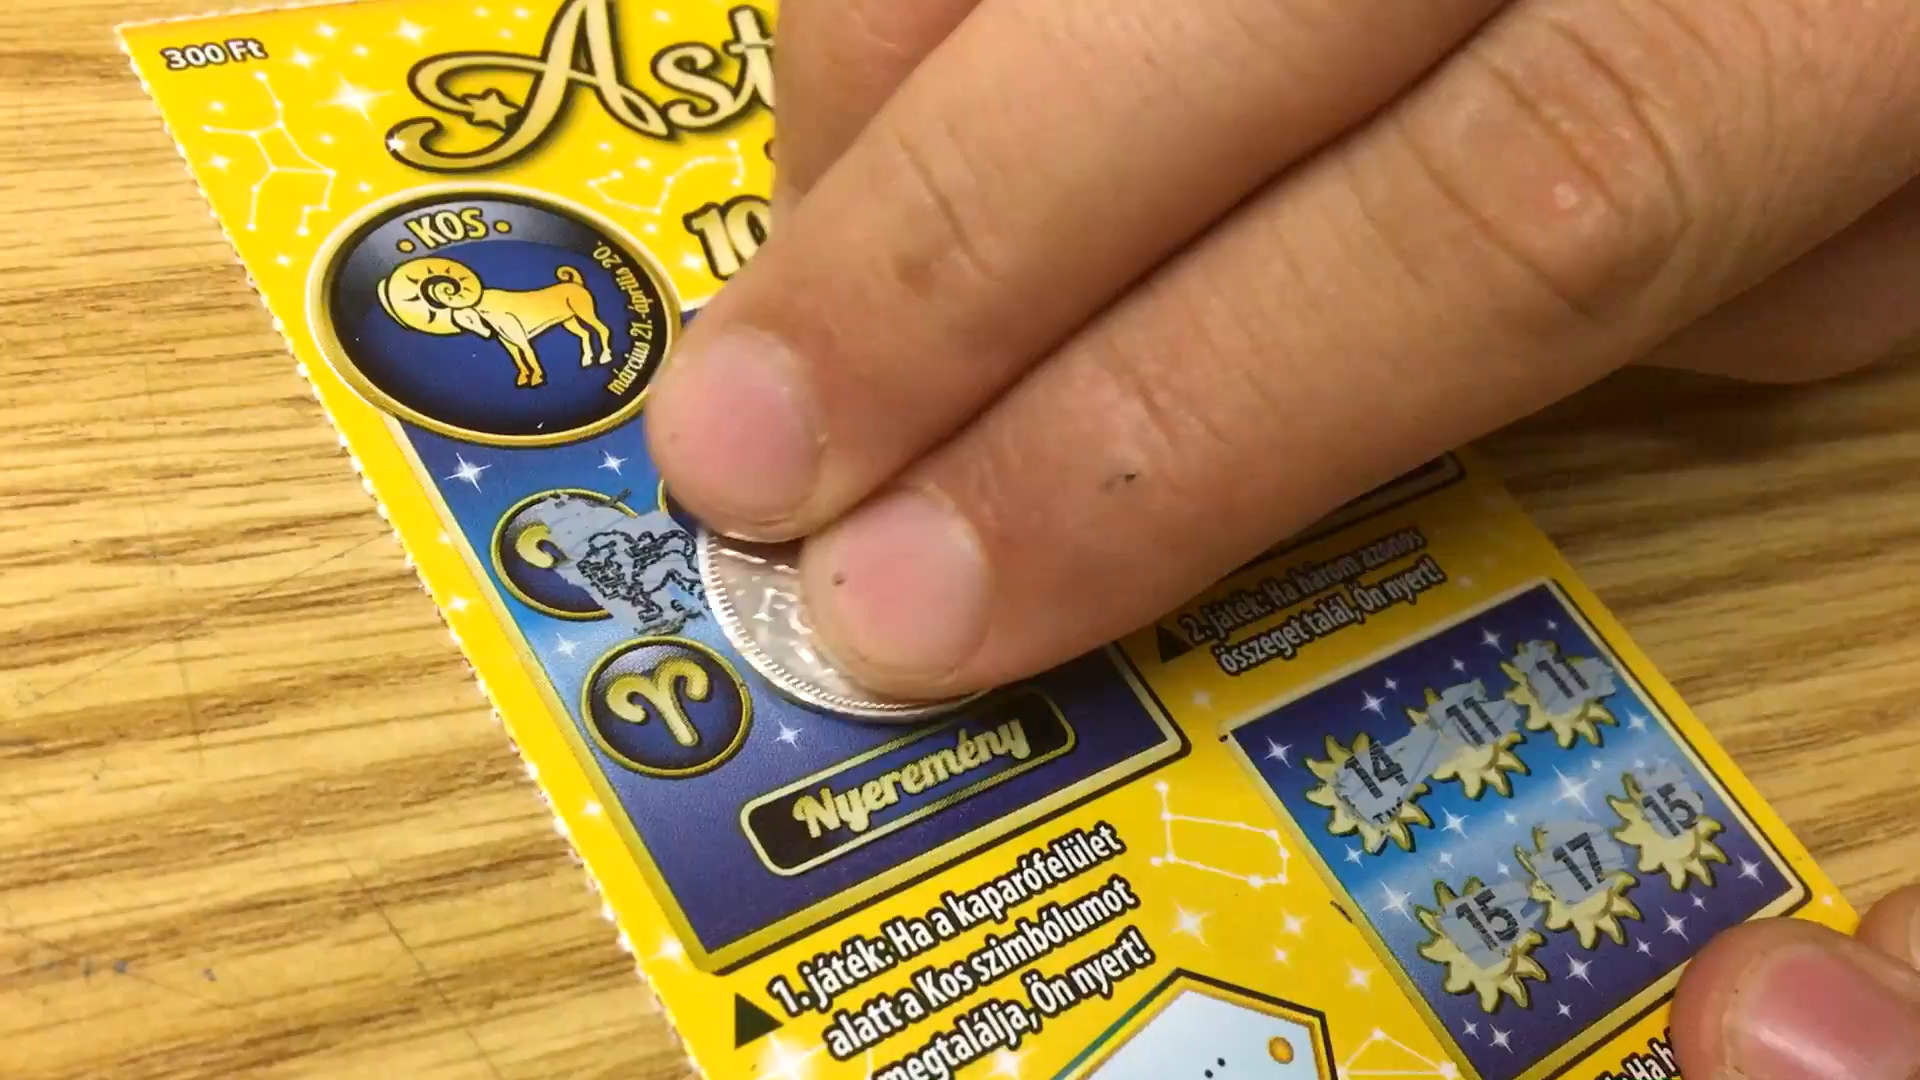 300 Ft
Ast
10
• KOS •
március 21.-április 20.
Nyeremény
1. játék: Ha a kaparófelület
alatt a Kos szimbólumot
megtalálja, Ön nyert!
2. játék: Ha három azonos
összeget talál, Ön nyert!
14 11 11
15 17 15